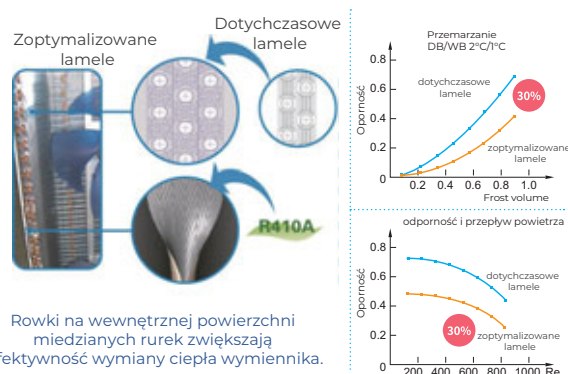 Zoptymalizowane
lamele
Dotychczasowe
lamele
R410A
Rowki na wewnętrznej powierzchni
miedzianych rurek zwiększają
fektywność wymiany ciepła wymiennika.
Przemarzanie
DB/WB 2°C/1°C
Oporność
0.8
0.6
0.4
0.2
0
dotychczasowe
lamele
30%
zoptymalizowane
lamele
0.2 0.4 0.6 0.8 1.0
Frost volume
odporność i przepływ powietrza
Oporność
0.8
0.6
0.4
0.2
0
dotychczasowe
lamele
30%
zoptymalizowane
lamele
200 400 600 800 1000 Re